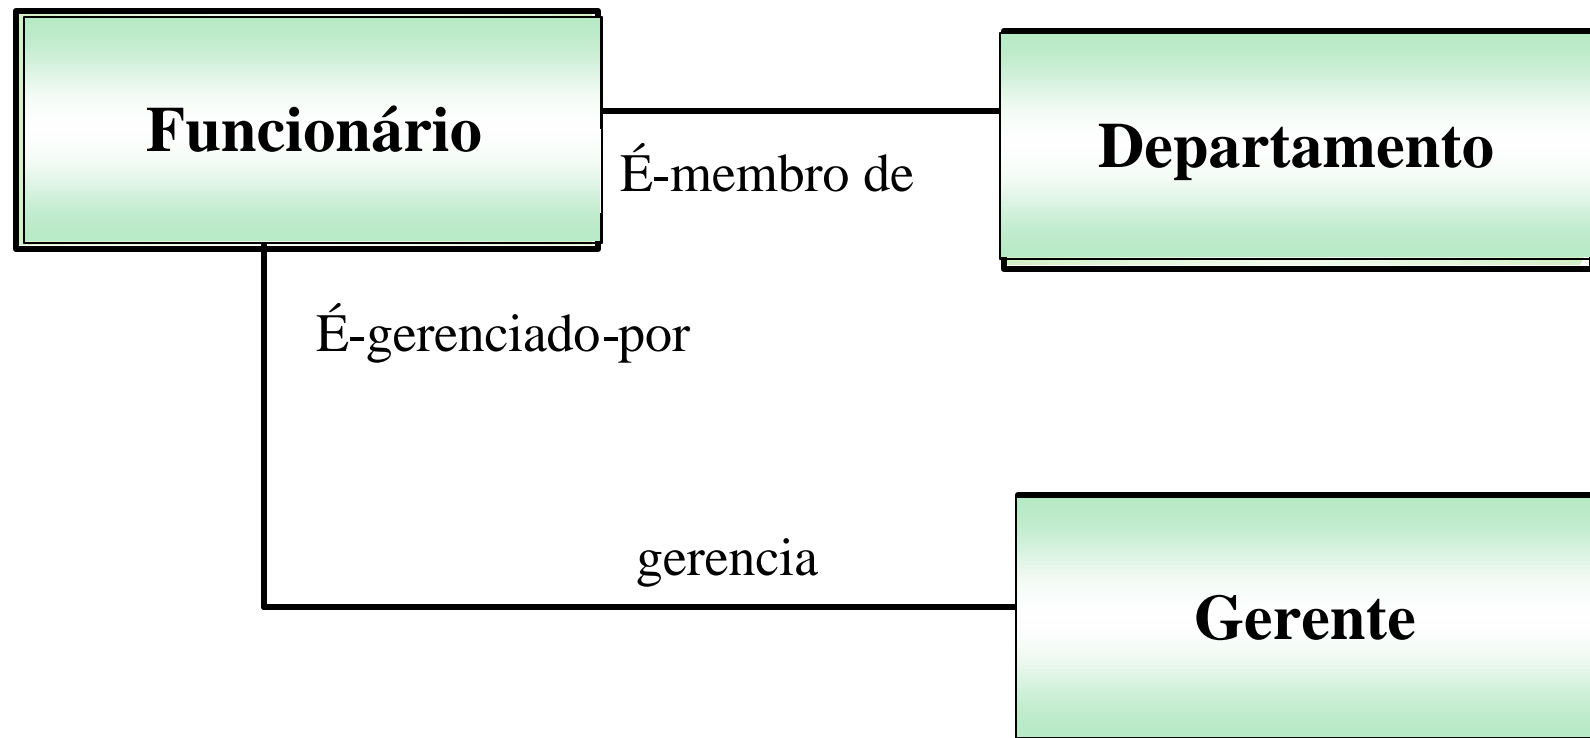 Funcionário
Departamento
É-membro de
É-gerenciado-por
gerencia
Gerente